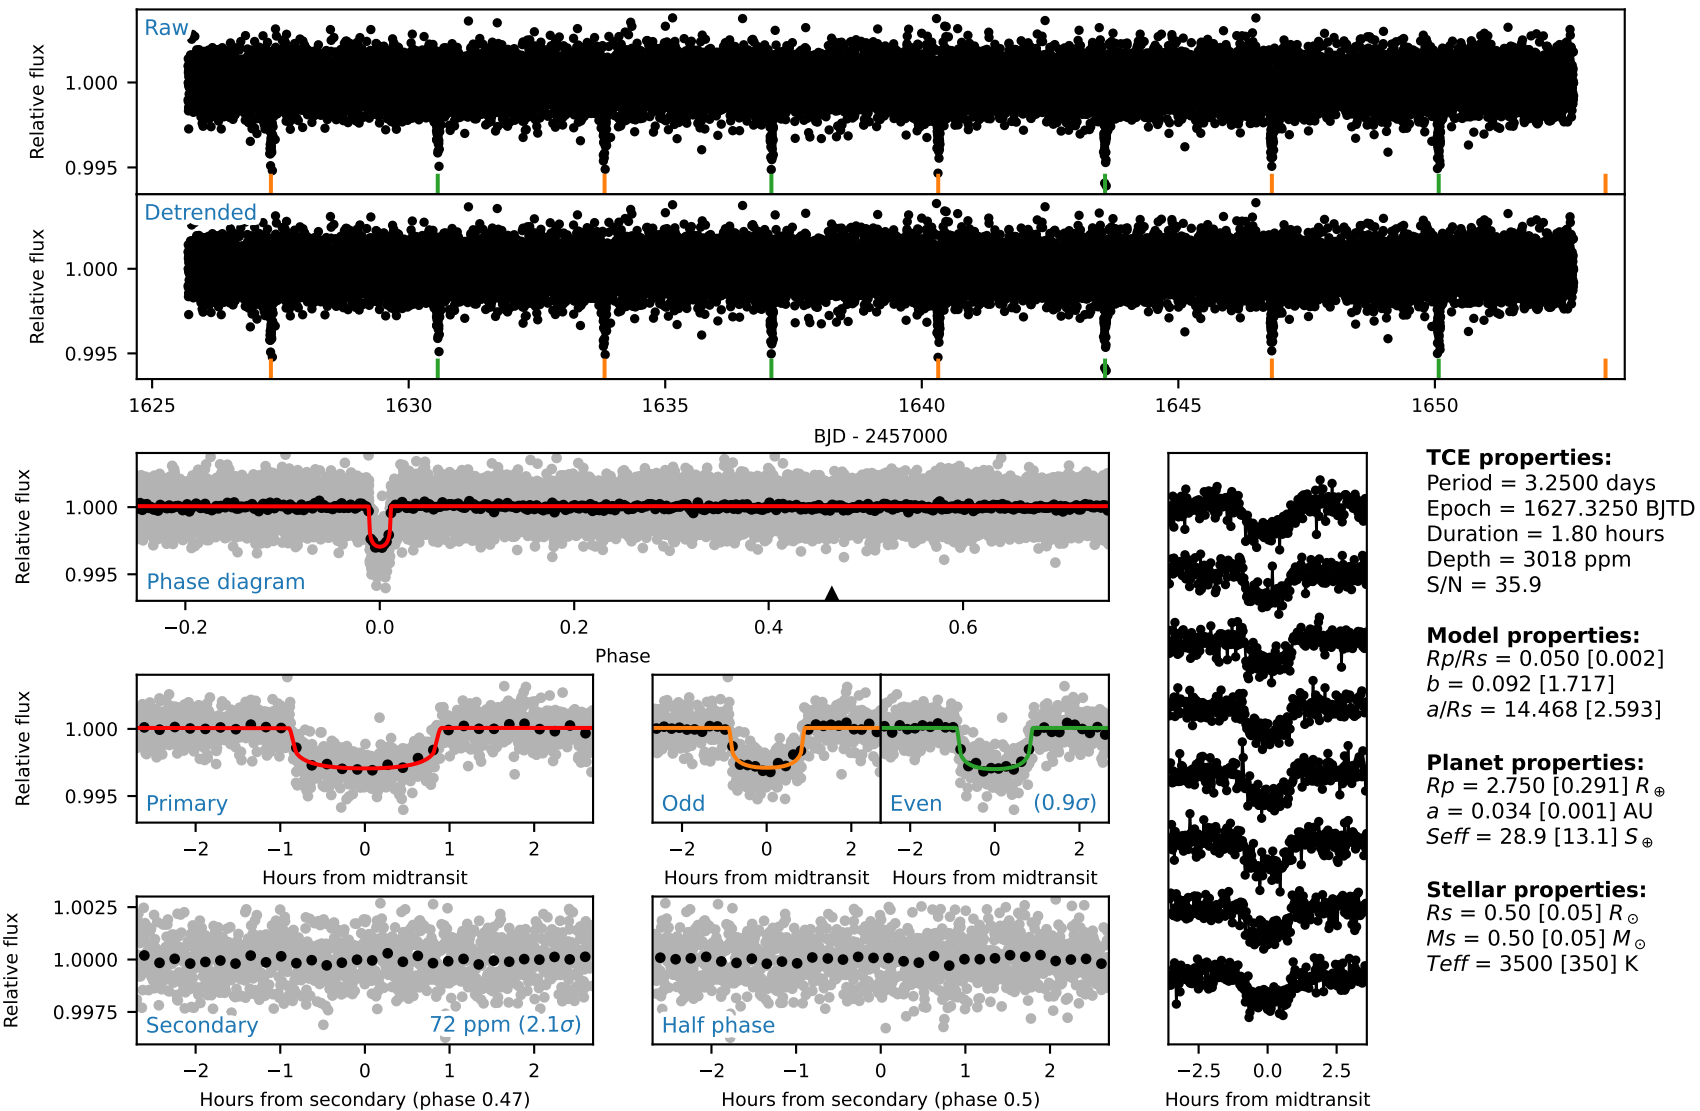 Raw
Relative flux
1.000
0.995
Detrended
Relative flux
1.000
0.995
1625 1630 1635 1640 1645 1650
BJD - 2457000
Relative flux
1.000
0.995
Phase diagram
−0.2 0.0 0.2 0.4 0.6
Phase
Relative flux
1.000
0.995
Primary
−2 −1 0 1 2
Hours from midtransit
Odd
−2 0 2
Hours from midtransit
Even (0.9σ)
−2 0 2
Hours from midtransit
Relative flux
1.0025
1.0000
0.9975
Secondary 72 ppm (2.1σ)
−2 −1 0 1 2
Hours from secondary (phase 0.47)
Half phase
−2 −1 0 1 2
Hours from secondary (phase 0.5)
−2.5 0.0 2.5
Hours from midtransit
TCE properties:
Period = 3.2500 days
Epoch = 1627.3250 BJTD
Duration = 1.80 hours
Depth = 3018 ppm
S/N = 35.9
Model properties:
Rp/Rs = 0.050 [0.002]
b = 0.092 [1.717]
a/Rs = 14.468 [2.593]
Planet properties:
Rp = 2.750 [0.291] R⊕
a = 0.034 [0.001] AU
Seff = 28.9 [13.1] S⊕
Stellar properties:
Rs = 0.50 [0.05] R⊙
Ms = 0.50 [0.05] M⊙
Teff = 3500 [350] K